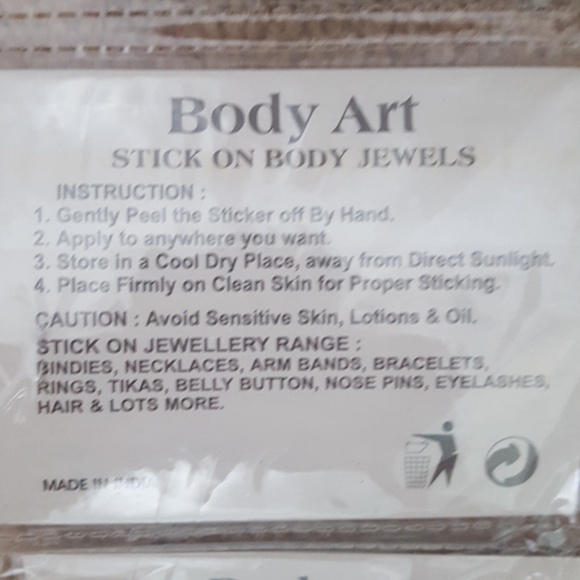 Body Art
STICK ON BODY JEWELS
INSTRUCTION :
1. Gently Peel the Sticker off By Hand.
2. Apply to anywhere you want.
3. Store in a Cool Dry Place, away from Direct Sunlight.
4. Place Firmly on Clean Skin for Proper Sticking.
CAUTION : Avoid Sensitive Skin, Lotions & Oil.
STICK ON JEWELLERY RANGE :
BINDIES, NECKLACES, ARM BANDS, BRACELETS,
RINGS, TIKAS, BELLY BUTTON, NOSE PINS, EYELASHES,
HAIR & LOTS MORE.
MADE IN